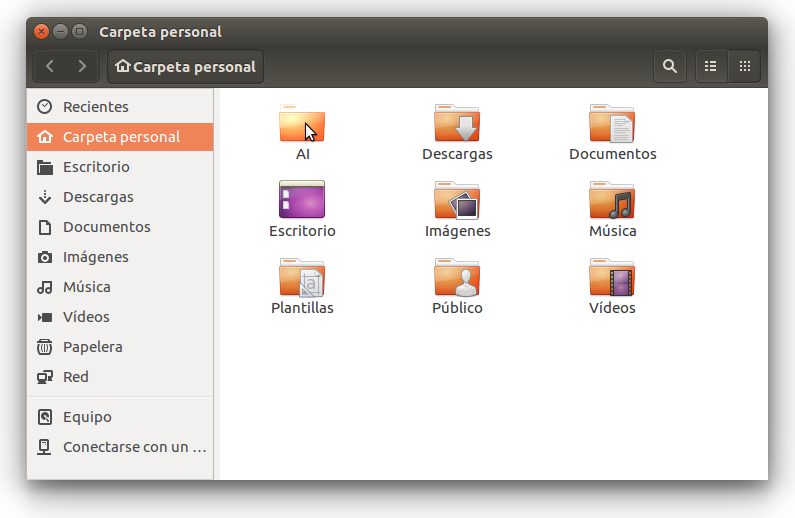 Carpeta personal
Carpeta personal
Recientes
Carpeta personal
Escritorio
Descargas
Documentos
Imágenes
Música
Vídeos
Papelera
Red
Equipo
Conectarse con un …
AI
Descargas
Documentos
Escritorio
Imágenes
Música
Plantillas
Público
Vídeos